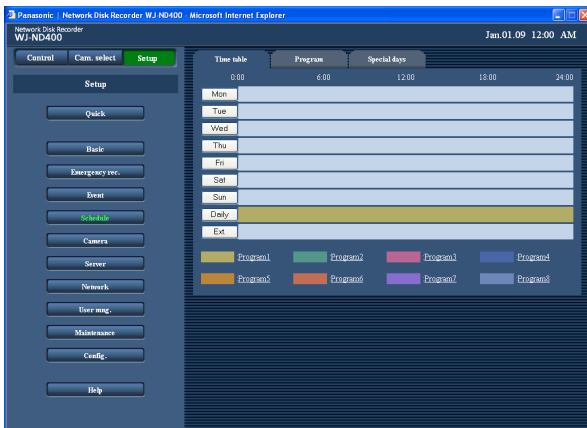 Panasonic | Network Disk Recorder WJ-ND400 - Microsoft Internet Explorer
Network Disk Recorder
WJ-ND400
Jan.01.09 12:00 AM
Control Cam. select Setup
Time table Program Special days
Setup
0:00 6:00 12:00 18:00 24:00
Mon
Quick
Tue
Wed
Basic
Thu
Fri
Emergency rec.
Sat
Event
Sun
Schedule
Daily
Ext.
Camera
Program1 Program2 Program3 Program4
Server
Program5 Program6 Program7 Program8
Network
User mng.
Maintenance
Config.
Help